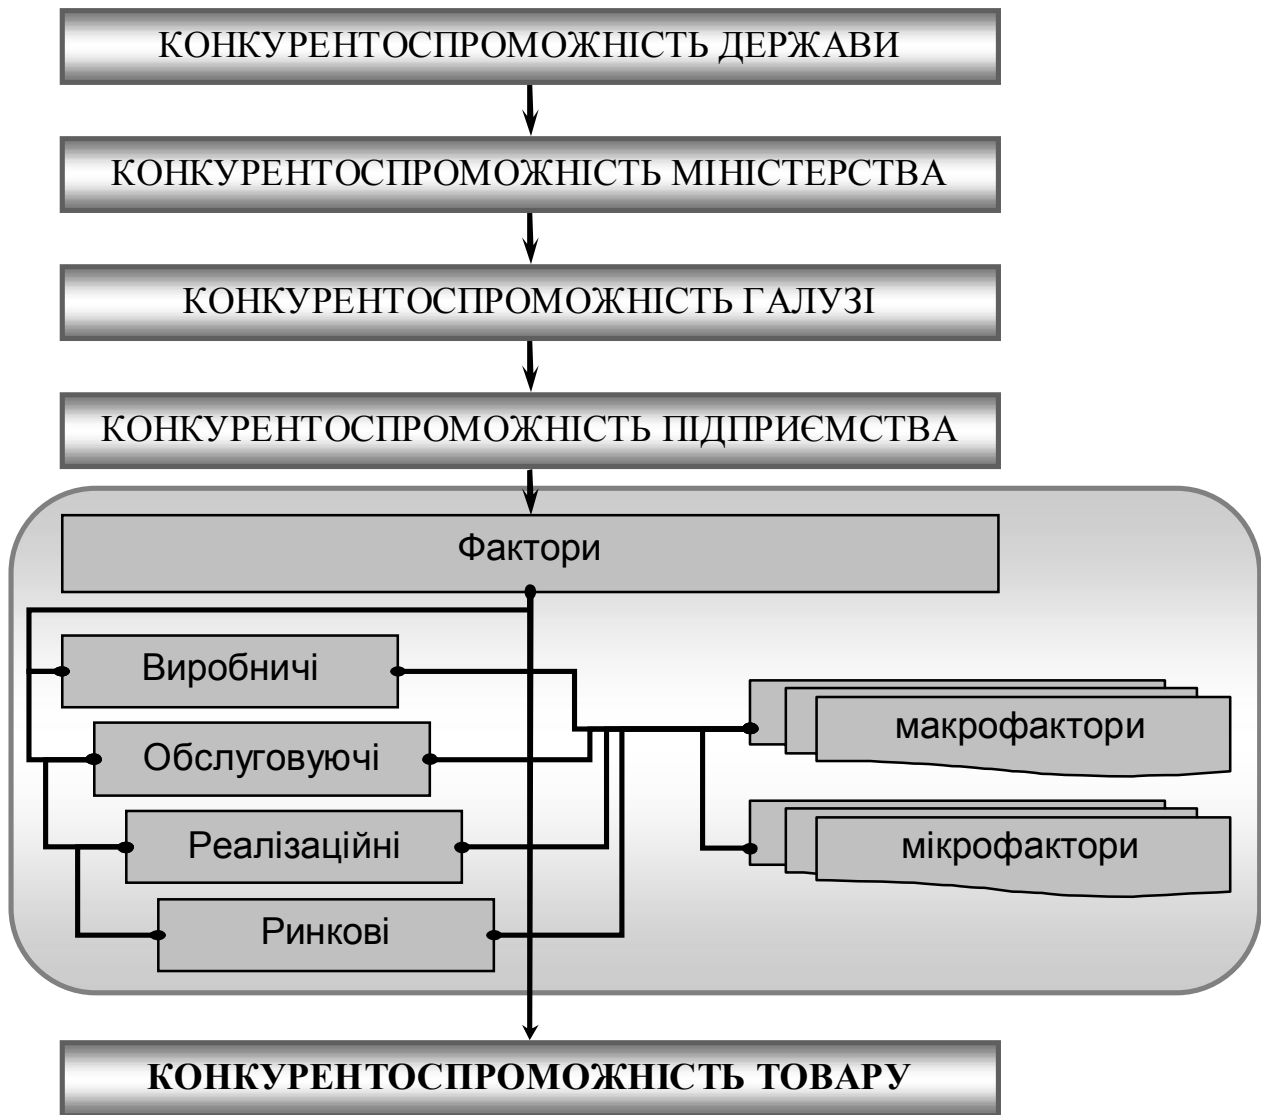 КОНКУРЕНТОСПРОМОЖНІСТЬ ДЕРЖАВИ
КОНКУРЕНТОСПРОМОЖНІСТЬ МІНІСТЕРСТВА
КОНКУРЕНТОСПРОМОЖНІСТЬ ГАЛУЗІ
КОНКУРЕНТОСПРОМОЖНІСТЬ ПІДПРИЄМСТВА
Фактори
Виробничі
Обслуговуючі
Реалізаційні
Ринкові
макрофактори
мікрофактори
КОНКУРЕНТОСПРОМОЖНІСТЬ ТОВАРУ